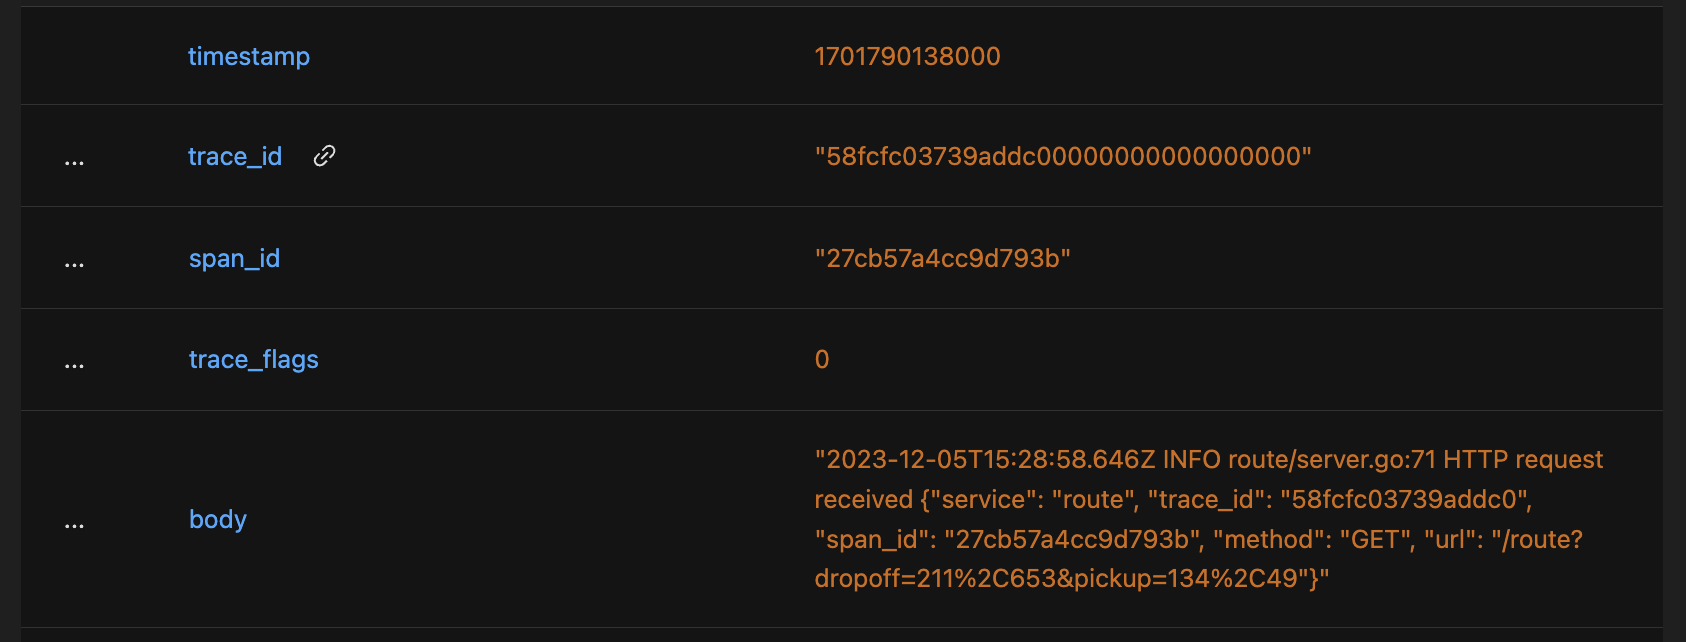 timestamp 1701790138000
... trace_id "58fcfc03739addc00000000000000000"
... span_id "27cb57a4cc9d793b"
... trace_flags 0
"2023-12-05T15:28:58.646Z INFO route/server.go:71 HTTP request
received {"service": "route", "trace_id": "58fcfc03739addc0",
... body
"span_id": "27cb57a4cc9d793b", "method": "GET", "url": "/route?
dropoff=211%2C653&pickup=134%2C49"}"